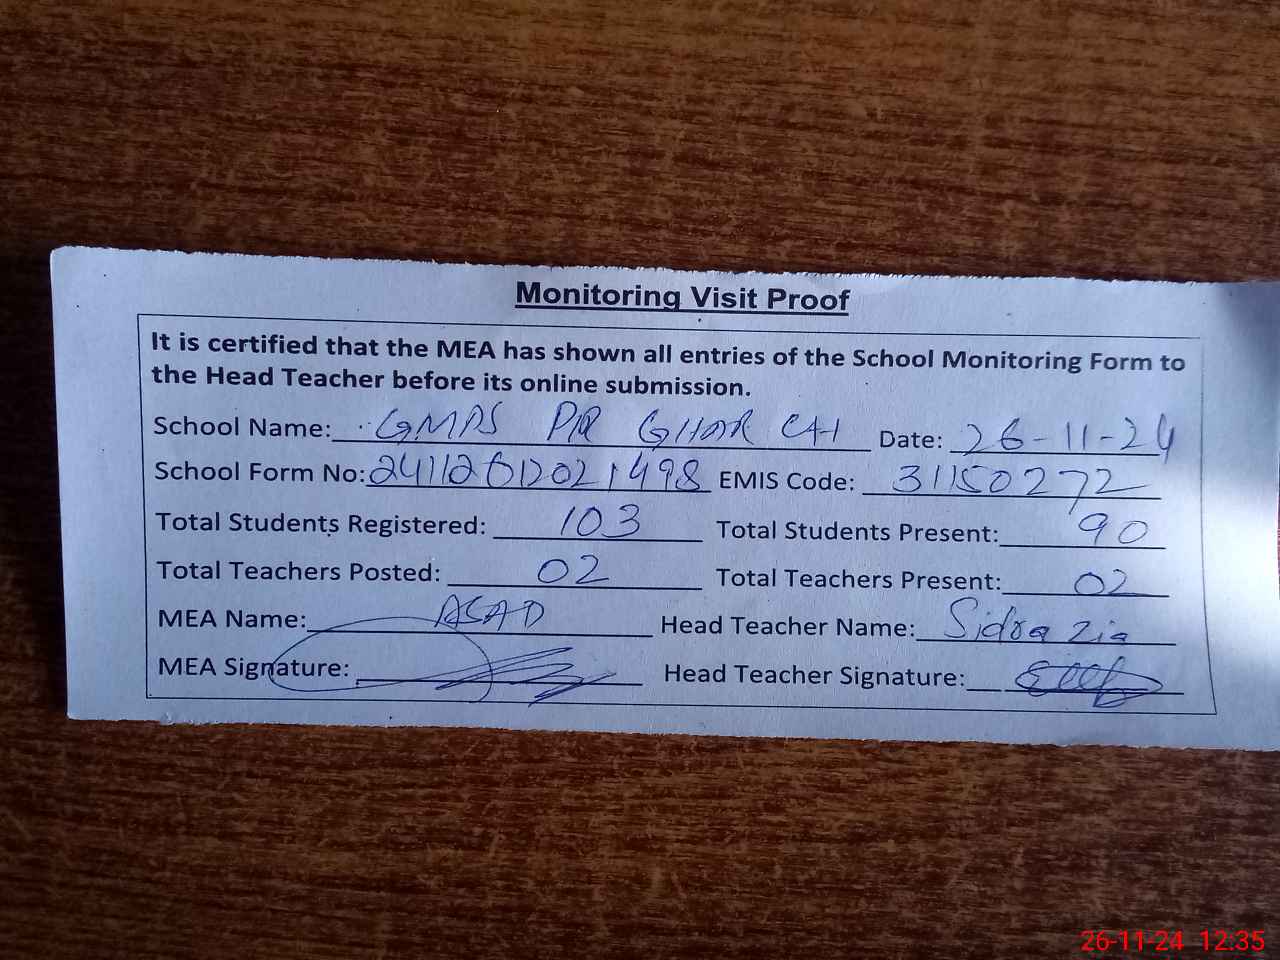 Monitoring Visit Proof
It is certified that the MEA has shown all entries of the School Monitoring Form to
the Head Teacher before its online submission.
School Name: GMPS PIR GHAR CHI Date: 26-11-24
School Form No: EMIS Code: 31150272
Total Students Registered: 103 Total Students Present: 90
Total Teachers Posted: 02 Total Teachers Present: 02
MEA Name: ASAD Head Teacher Name: Sidra Zia
MEA Signature: Head Teacher Signature:
26-11-24 12:35